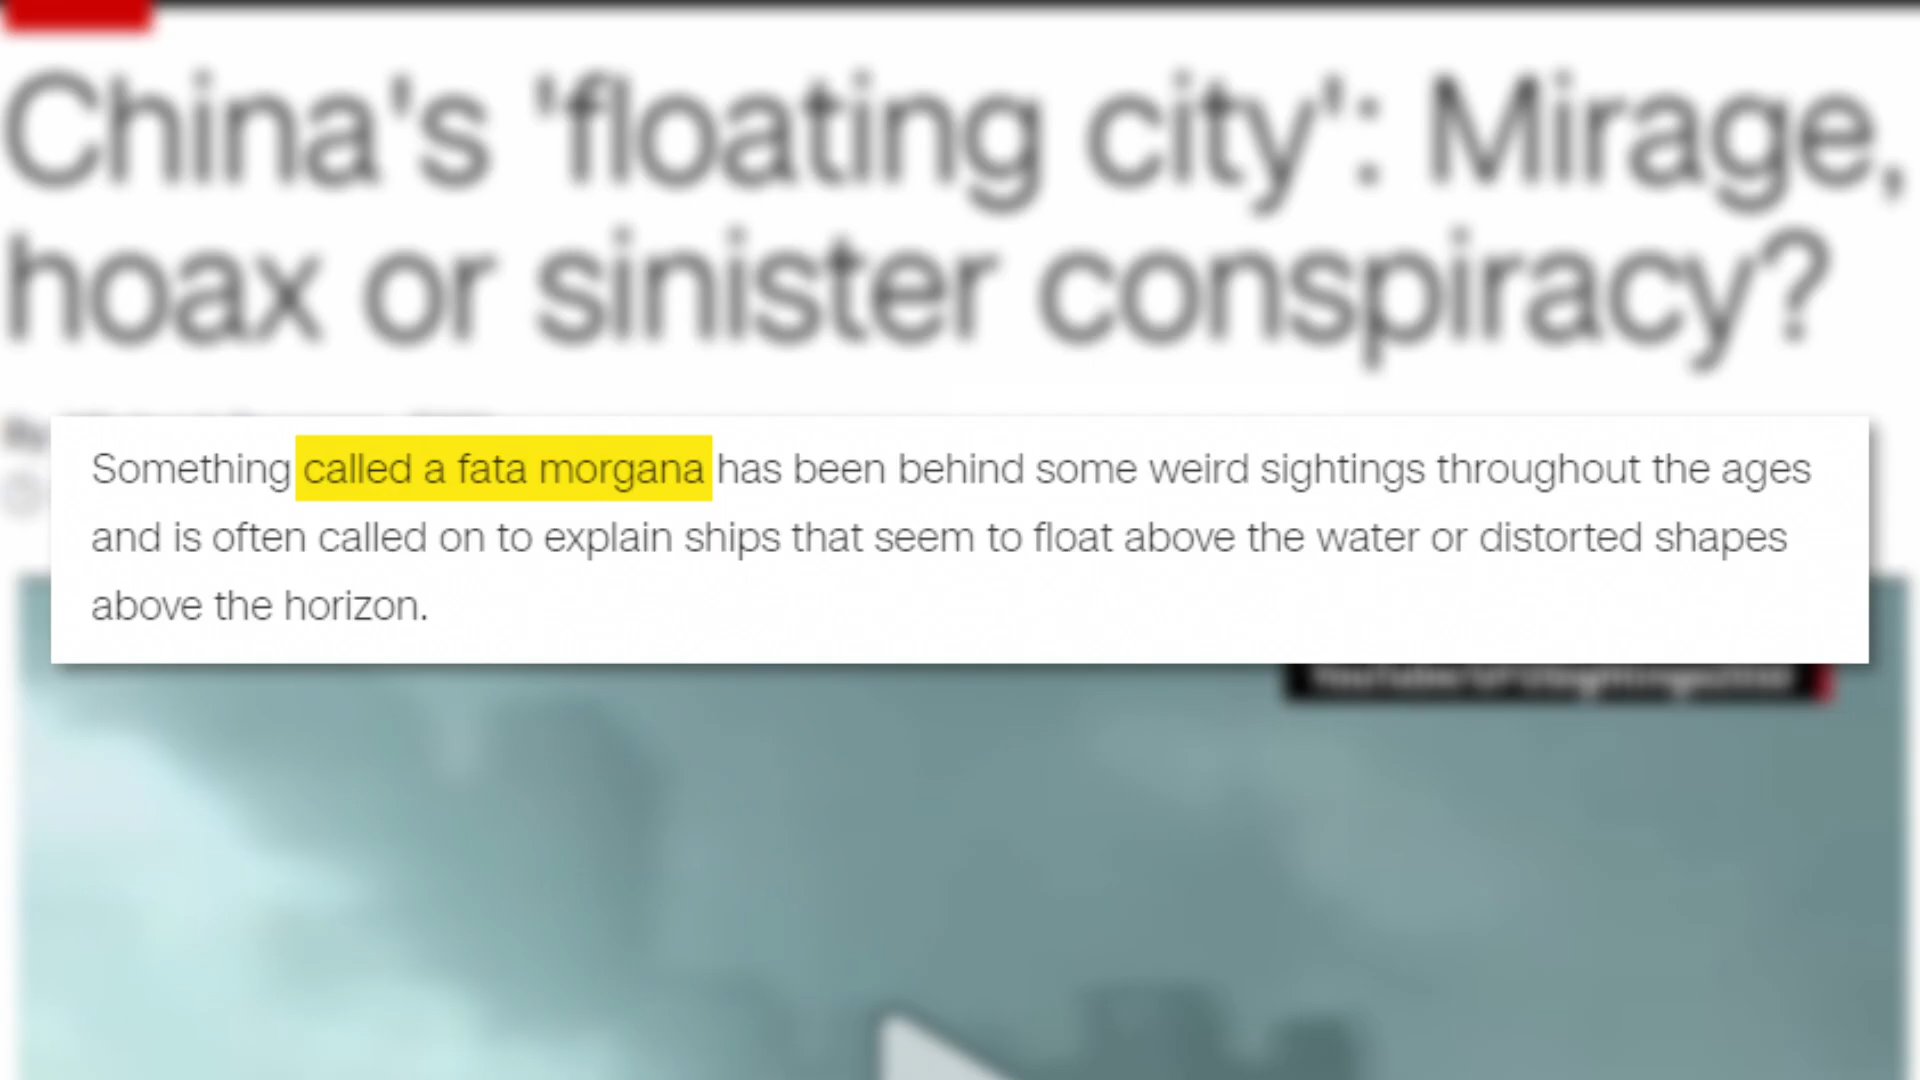 China's 'floating city': Mirage,
hoax or sinister conspiracy?
Something called a fata morgana has been behind some weird sightings throughout the ages
and is often called on to explain ships that seem to float above the water or distorted shapes
above the horizon.